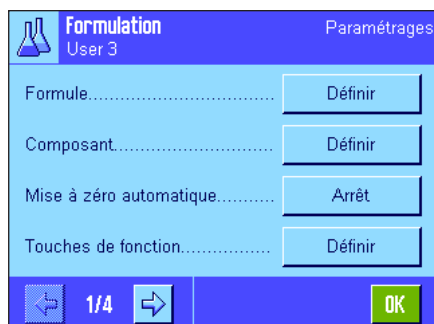 Formulation Paramétrages
User 3
Formule............................... Définir
Composant.......................... Définir
Mise à zéro automatique.......... Arrêt
Touches de fonction............... Définir
1/4 OK